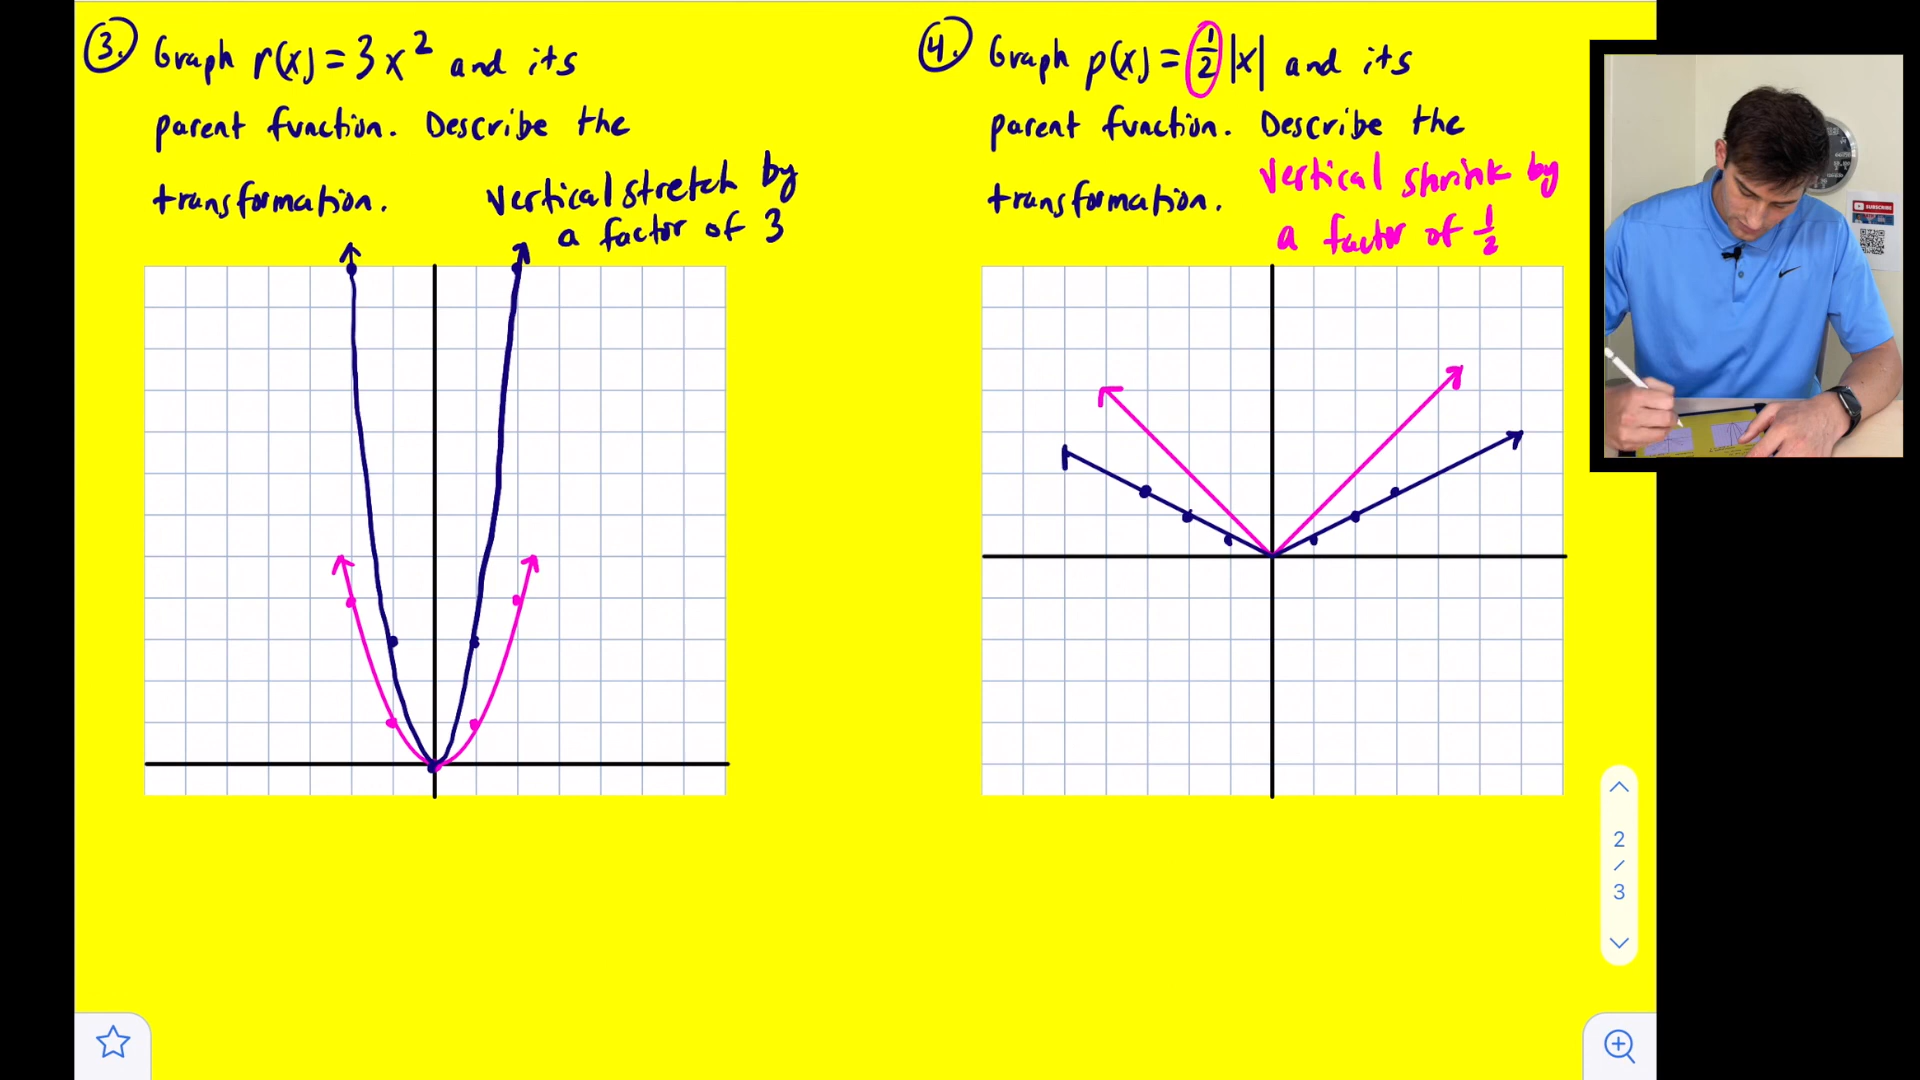 3. Graph r(x) = 3x² and its
parent function. Describe the
transformation.
vertical stretch by
a factor of 3
4. Graph p(x) = 1/2 |x| and its
parent function. Describe the
transformation.
vertical shrink by
a factor of 1/2
SUBSCRIBE
2
/
3